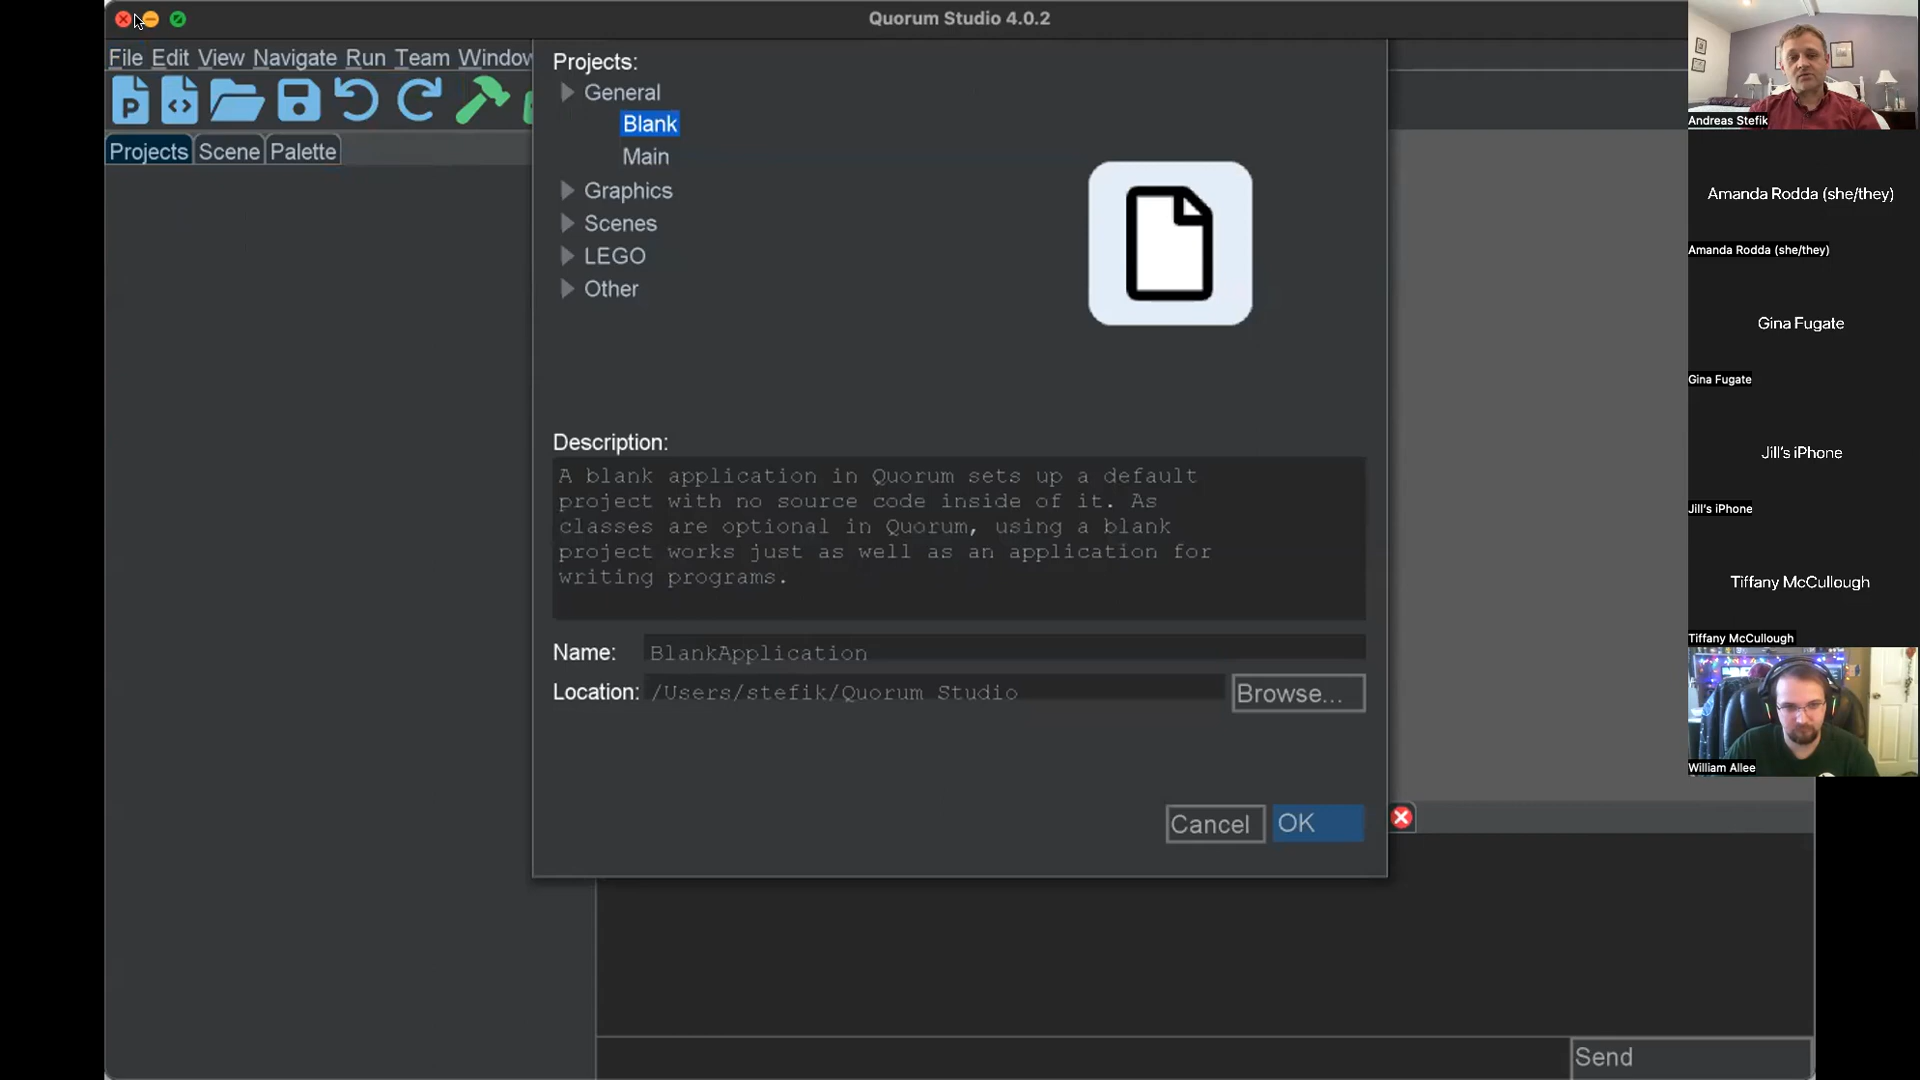 Quorum Studio 4.0.2
File Edit View Navigate Run Team Window
Projects Scene Palette
Projects:
General
Blank
Main
Graphics
Scenes
LEGO
Other
Description:
A blank application in Quorum sets up a default
project with no source code inside of it. As
classes are optional in Quorum, using a blank
project works just as well as an application for
writing programs.
Name: BlankApplication
Location: /Users/stefik/Quorum Studio Browse...
Cancel OK
Send
Andreas Stefik
Amanda Rodda (she/they)
Amanda Rodda (she/they)
Gina Fugate
Gina Fugate
Jill's iPhone
Jill's iPhone
Tiffany McCullough
Tiffany McCullough
William Allee